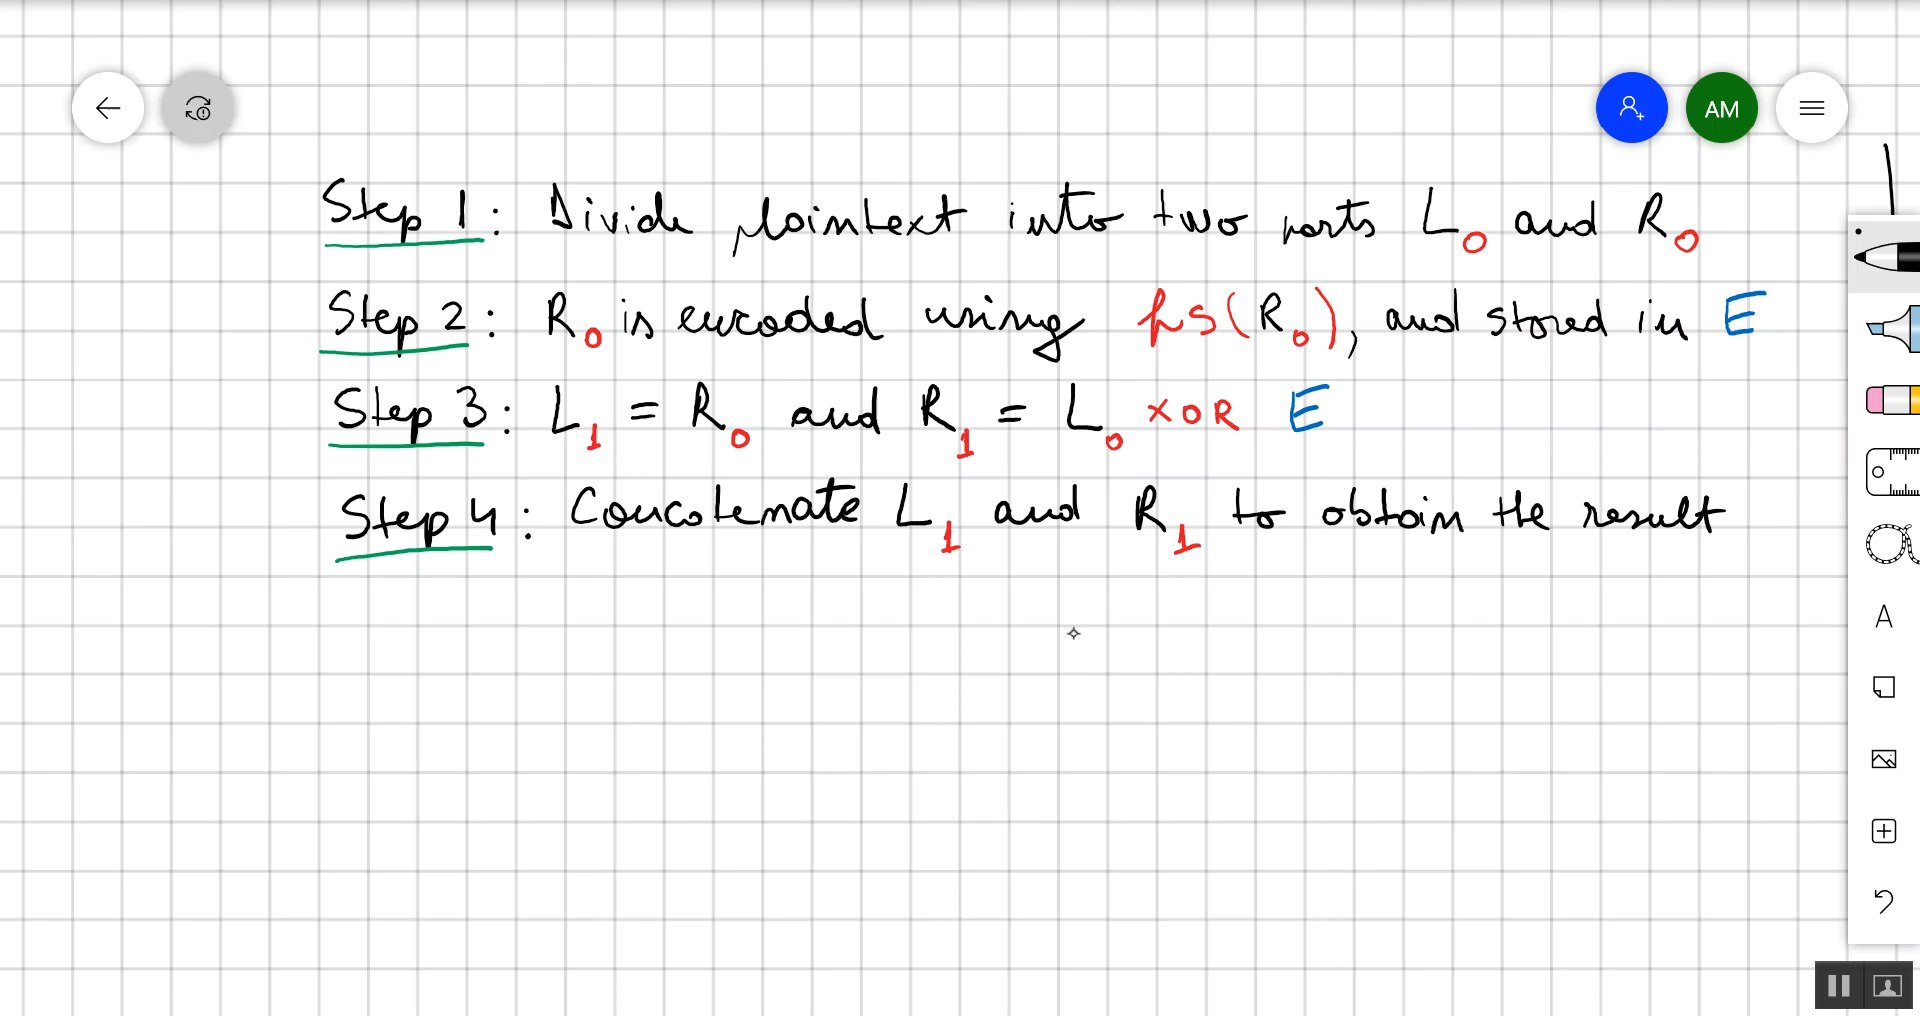 AM
Step 1: Divide plaintext into two parts L0 and R0
Step 2: R0 is encoded using fs(R0), and stored in E
Step 3: L1 = R0 and R1 = L0 XOR E
Step 4: Concatenate L1 and R1 to obtain the result
A